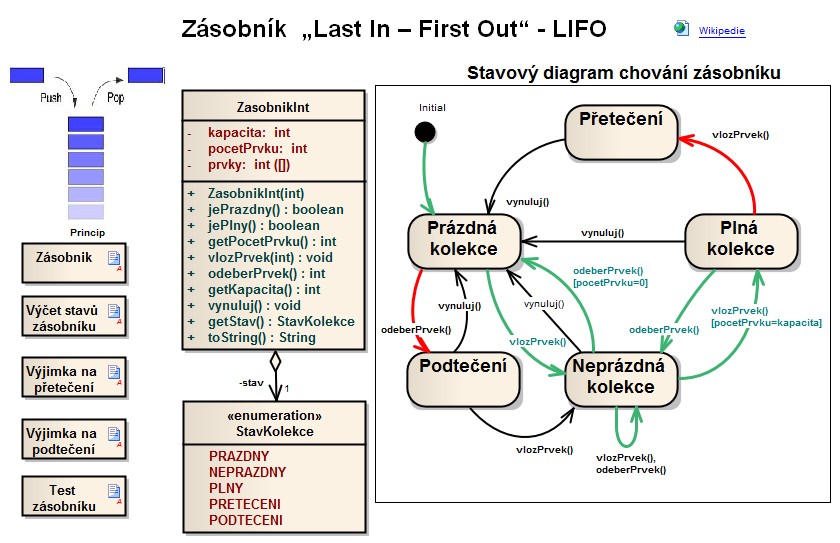 Zásobník „Last In – First Out“ - LIFO
Wikipedie
Push
Pop
Princip
Zásobnik
A
Výčet stavů
zásobníku
A
Výjimka na
přetečení
A
Výjimka na
podtečení
A
Test
zásobníku
A
ZasobnikInt
- kapacita: int
- pocetPrvku: int
- prvky: int ([])
+ ZasobnikInt(int)
+ jePrazdny() : boolean
+ jePlny() : boolean
+ getPocetPrvku() : int
+ vlozPrvek(int) : void
+ odeberPrvek() : int
+ getKapacita() : int
+ vynuluj() : void
+ getStav() : StavKolekce
+ toString() : String
-stav
1
«enumeration»
StavKolekce
PRAZDNY
NEPRAZDNY
PLNY
PRETECENI
PODTECENI
Stavový diagram chování zásobníku
Initial
Přetečení
vlozPrvek()
vynuluj()
Prázdná
kolekce
vynuluj()
Plná
kolekce
odeberPrvek()
[pocetPrvku=0]
vynuluj()
vynuluj()
vlozPrvek()
[pocetPrvku=kapacita]
odeberPrvek()
odeberPrvek()
vlozPrvek()
Podtečení
Neprázdná
kolekce
vlozPrvek()
vlozPrvek(),
odeberPrvek()